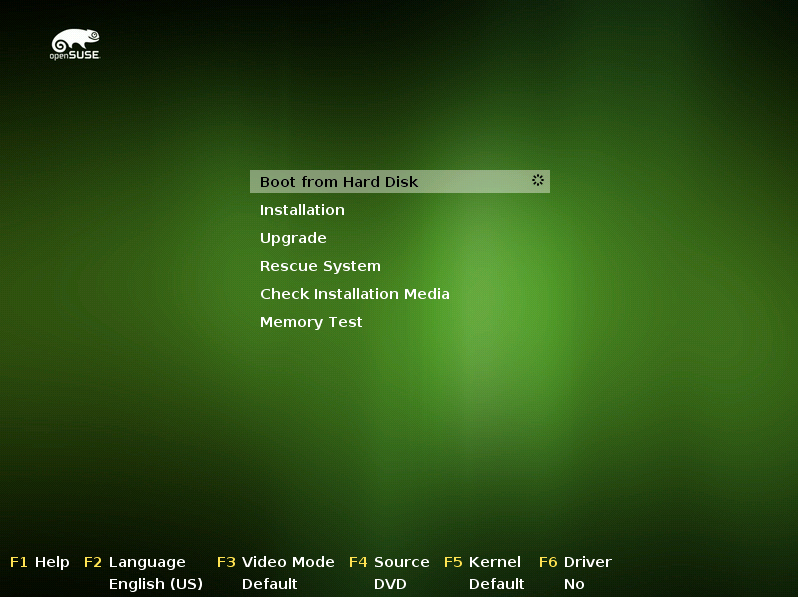 openSUSE
Boot from Hard Disk
Installation
Upgrade
Rescue System
Check Installation Media
Memory Test
F1 Help F2 Language F3 Video Mode F4 Source F5 Kernel F6 Driver
English (US) Default DVD Default No